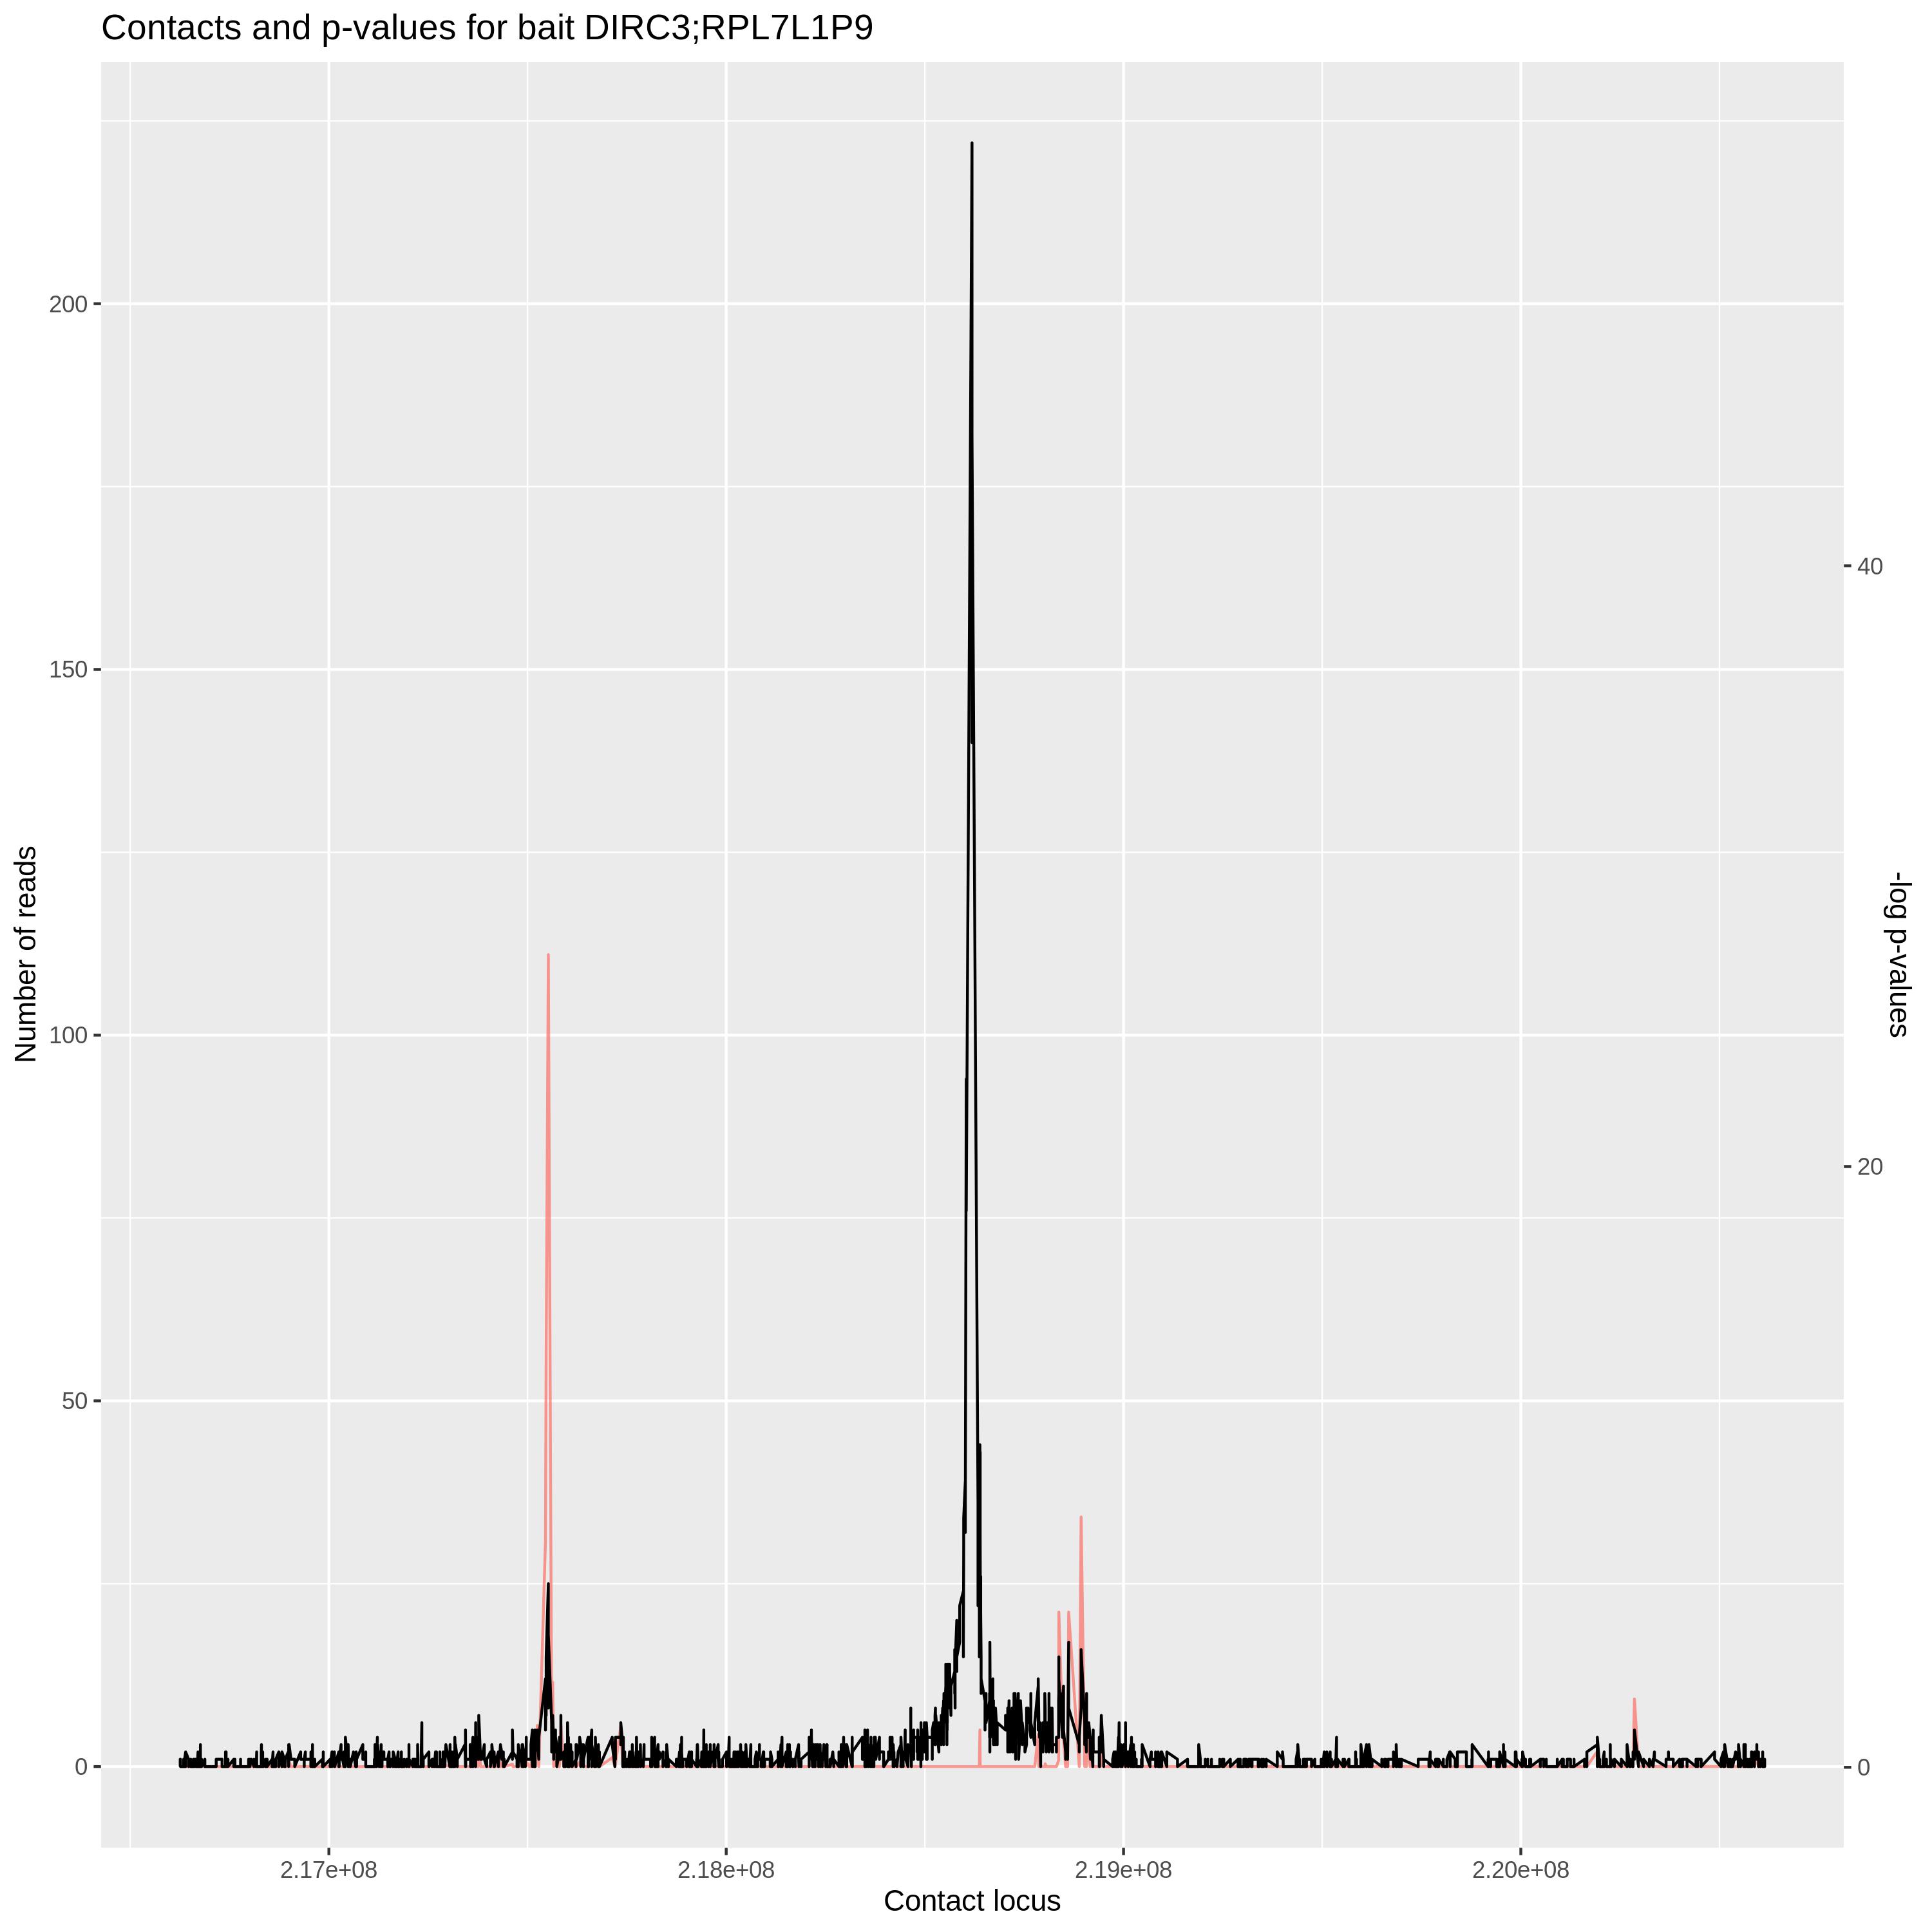 Contacts and p-values for bait DIRC3;RPL7L1P9
200
150
100
50
0
Number of reads
40
20
0
-log p-values
2.17e+08
2.18e+08
2.19e+08
2.20e+08
Contact locus